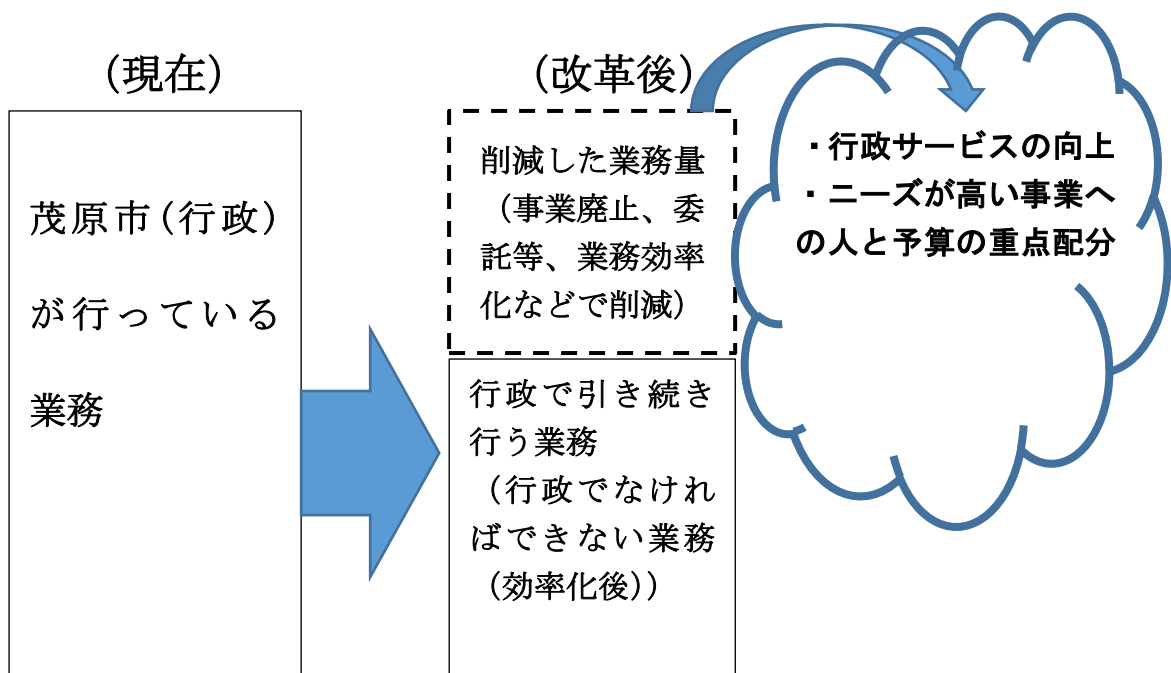 (現在)
茂原市(行政)
が行っている
業務
(改革後)
削減した業務量
（事業廃止、委
託等、業務効率
化などで削減）
行政で引き続き
行う業務
（行政でなけれ
ばできない業務
（効率化後））
・行政サービスの向上
・ニーズが高い事業へ
の人と予算の重点配分